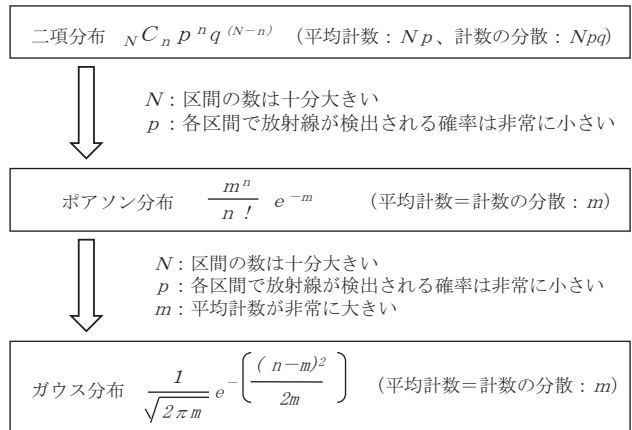 二項分布 NCn p^n q^(N−n) (平均計数:Np、計数の分散:Npq)
N:区間の数は十分大きい
p:各区間で放射線が検出される確率は非常に小さい
ポアソン分布 m^n / n! e^−m (平均計数=計数の分散:m)
N:区間の数は十分大きい
p:各区間で放射線が検出される確率は非常に小さい
m:平均計数が非常に大きい
ガウス分布 1 / √2πm e^−((n−m)^2 / 2m) (平均計数=計数の分散:m)